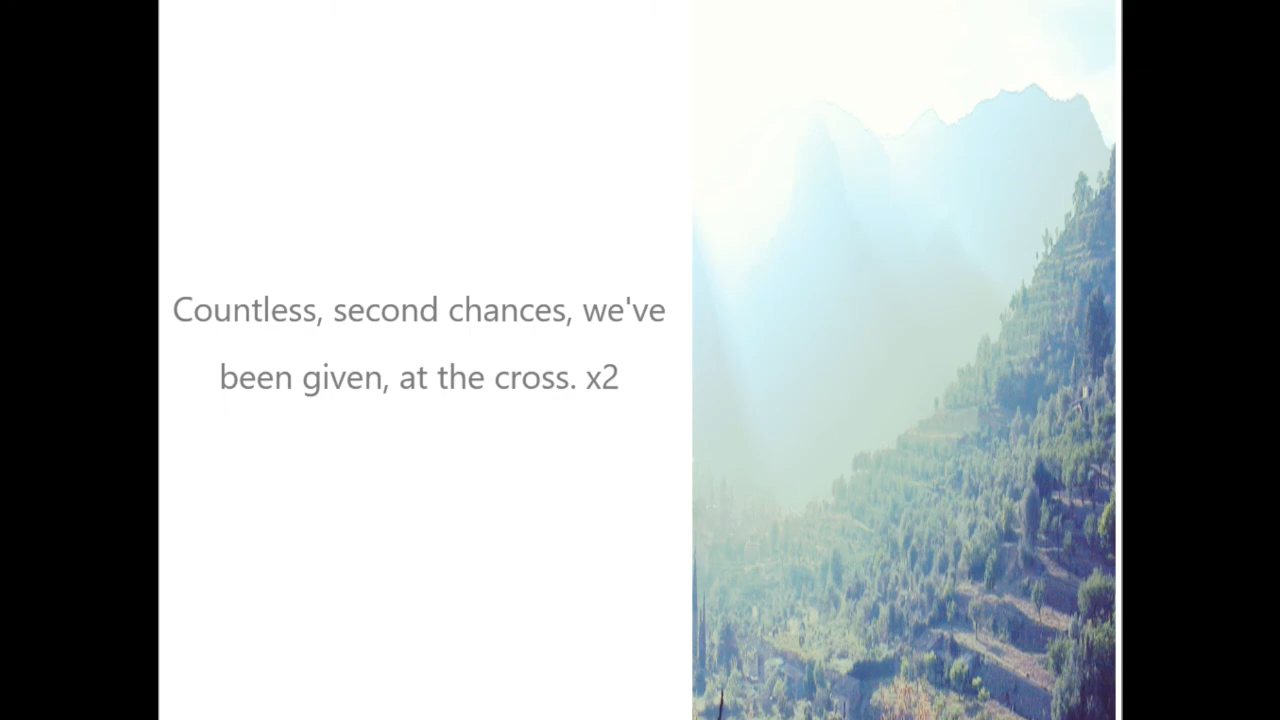 Countless, second chances, we've
been given, at the cross. x2